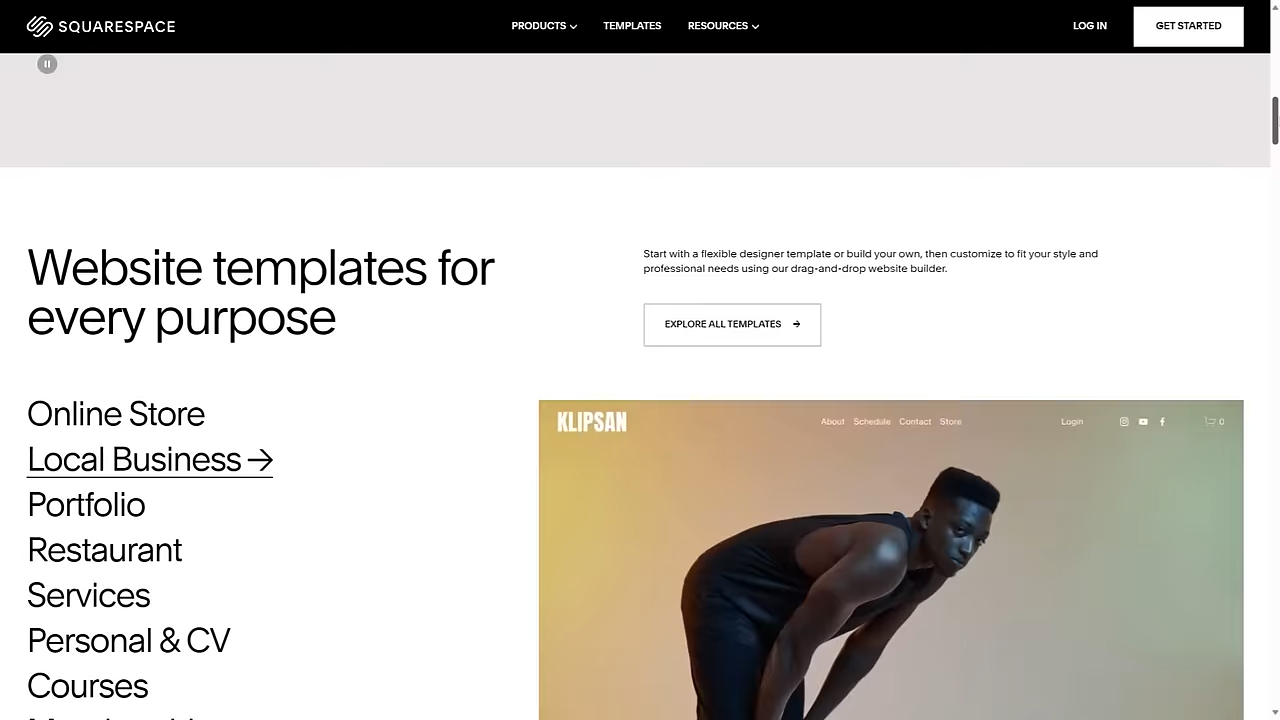 SQUARESPACE
PRODUCTS
TEMPLATES
RESOURCES
LOG IN
GET STARTED
Website templates for
every purpose
Start with a flexible designer template or build your own, then customize to fit your style and
professional needs using our drag-and-drop website builder.
EXPLORE ALL TEMPLATES →
Online Store
Local Business →
Portfolio
Restaurant
Services
Personal & CV
Courses
KLIPSAN
About Schedule Contact Store
Login
0